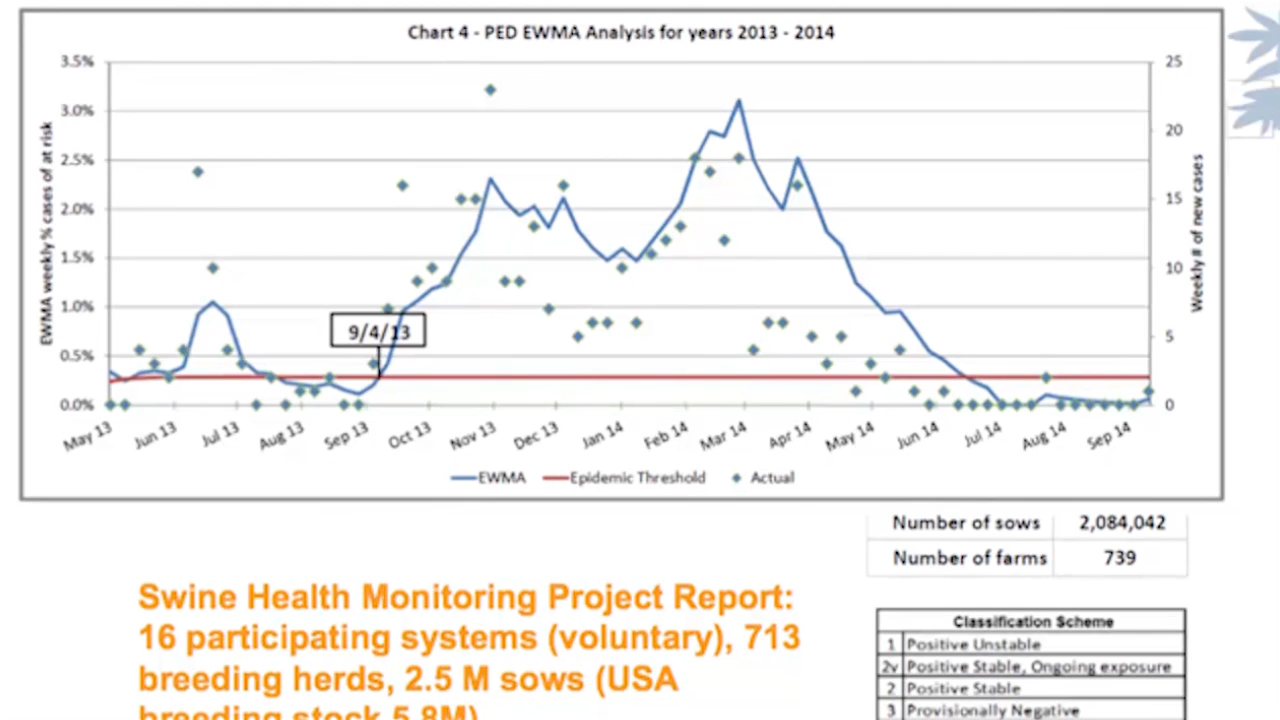 Chart 4 - PED EWMA Analysis for years 2013 - 2014
EWMA weekly % cases of at risk
3.5%
3.0%
2.5%
2.0%
1.5%
1.0%
0.5%
0.0%
25
20
15
10
5
0
Weekly # of new cases
9/4/13
May 13
Jun 13
Jul 13
Aug 13
Sep 13
Oct 13
Nov 13
Dec 13
Jan 14
Feb 14
Mar 14
Apr 14
May 14
Jun 14
Jul 14
Aug 14
Sep 14
EWMA Epidemic Threshold Actual
Number of sows 2,084,042
Number of farms 739
Swine Health Monitoring Project Report:
16 participating systems (voluntary), 713
breeding herds, 2.5 M sows (USA
breeding stock 5.8M)
Classification Scheme
1 Positive Unstable
2v Positive Stable, Ongoing exposure
2 Positive Stable
3 Provisionally Negative